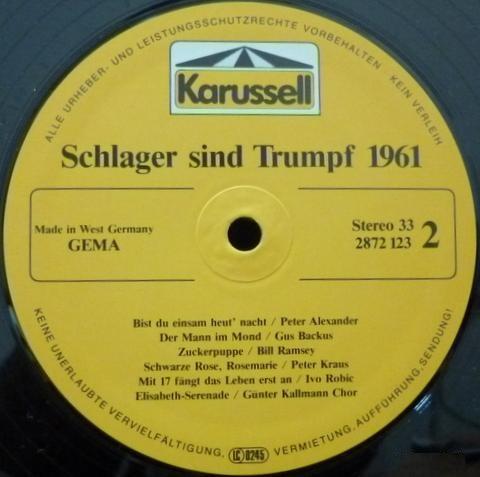 ALLE URHEBER- UND LEISTUNGSSCHUTZRECHTE VORBEHALTEN
KEIN VERLEIH
Karussell
Schlager sind Trumpf 1961
Made in West Germany
GEMA
Stereo 33
2872 123
2
Bist du einsam heut' nacht / Peter Alexander
Der Mann im Mond / Gus Backus
Zuckerpuppe / Bill Ramsey
Schwarze Rose, Rosemarie / Peter Kraus
Mit 17 fängt das Leben erst an / Ivo Robic
Elisabeth-Serenade / Günter Kallmann Chor
KEINE UNERLAUBTE VERVIELFÄLTIGUNG,
LC 0245
VERMIETUNG, AUFFÜHRUNG, SENDUNG!